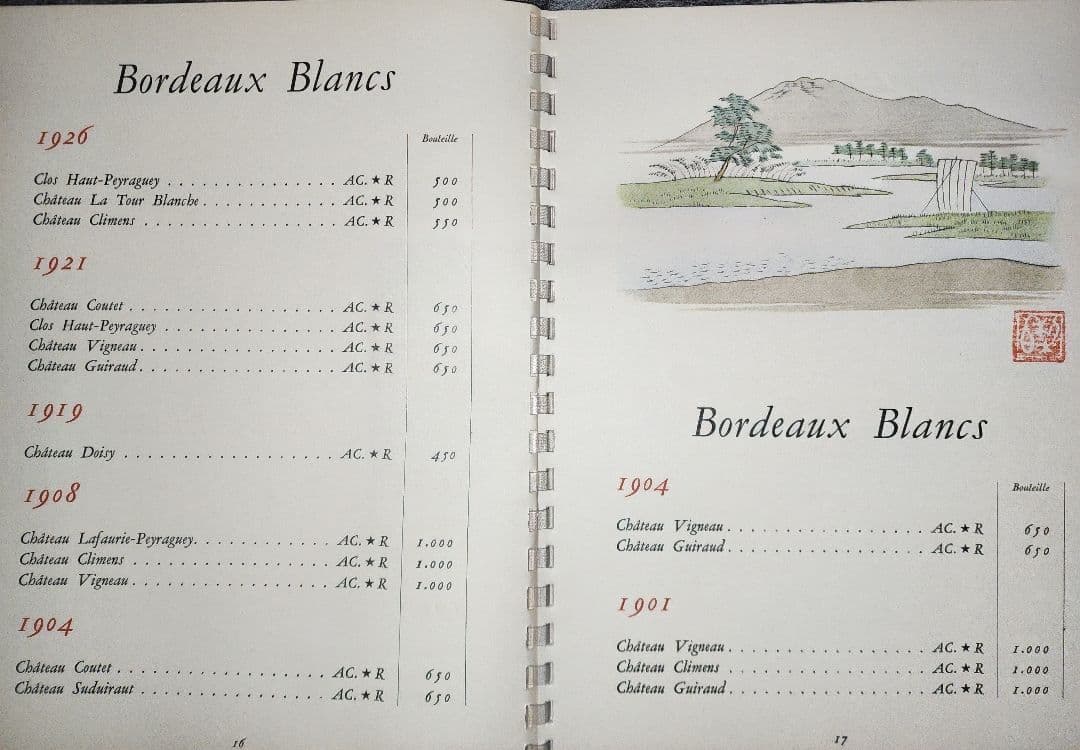 Bordeaux Blancs
1926
Bouteille
Clos Haut-Peyraguey . . . . . . . . . . . . . . . AC. ★ R 500
Château La Tour Blanche . . . . . . . . . . . . AC. ★ R 500
Château Climens . . . . . . . . . . . . . . . . . AC. ★ R 550
1921
Château Coutet . . . . . . . . . . . . . . . . . . AC. ★ R 650
Clos Haut-Peyraguey . . . . . . . . . . . . . . . AC. ★ R 650
Château Vigneau . . . . . . . . . . . . . . . . . AC. ★ R 650
Château Guiraud . . . . . . . . . . . . . . . . . AC. ★ R 650
1919
Château Doisy . . . . . . . . . . . . . . . . . . AC. ★ R 450
1908
Château Lafaurie-Peyraguey . . . . . . . . . . . AC. ★ R 1.000
Château Climens . . . . . . . . . . . . . . . . . AC. ★ R 1.000
Château Vigneau . . . . . . . . . . . . . . . . . AC. ★ R 1.000
1904
Château Coutet . . . . . . . . . . . . . . . . . . AC. ★ R 650
Château Suduiraut . . . . . . . . . . . . . . . . AC. ★ R 650
16
Bordeaux Blancs
1904
Bouteille
Château Vigneau . . . . . . . . . . . . . . . . . AC. ★ R 650
Château Guiraud . . . . . . . . . . . . . . . . . AC. ★ R 650
1901
Château Vigneau . . . . . . . . . . . . . . . . . AC. ★ R 1.000
Château Climens . . . . . . . . . . . . . . . . . AC. ★ R 1.000
Château Guiraud . . . . . . . . . . . . . . . . . AC. ★ R 1.000
17